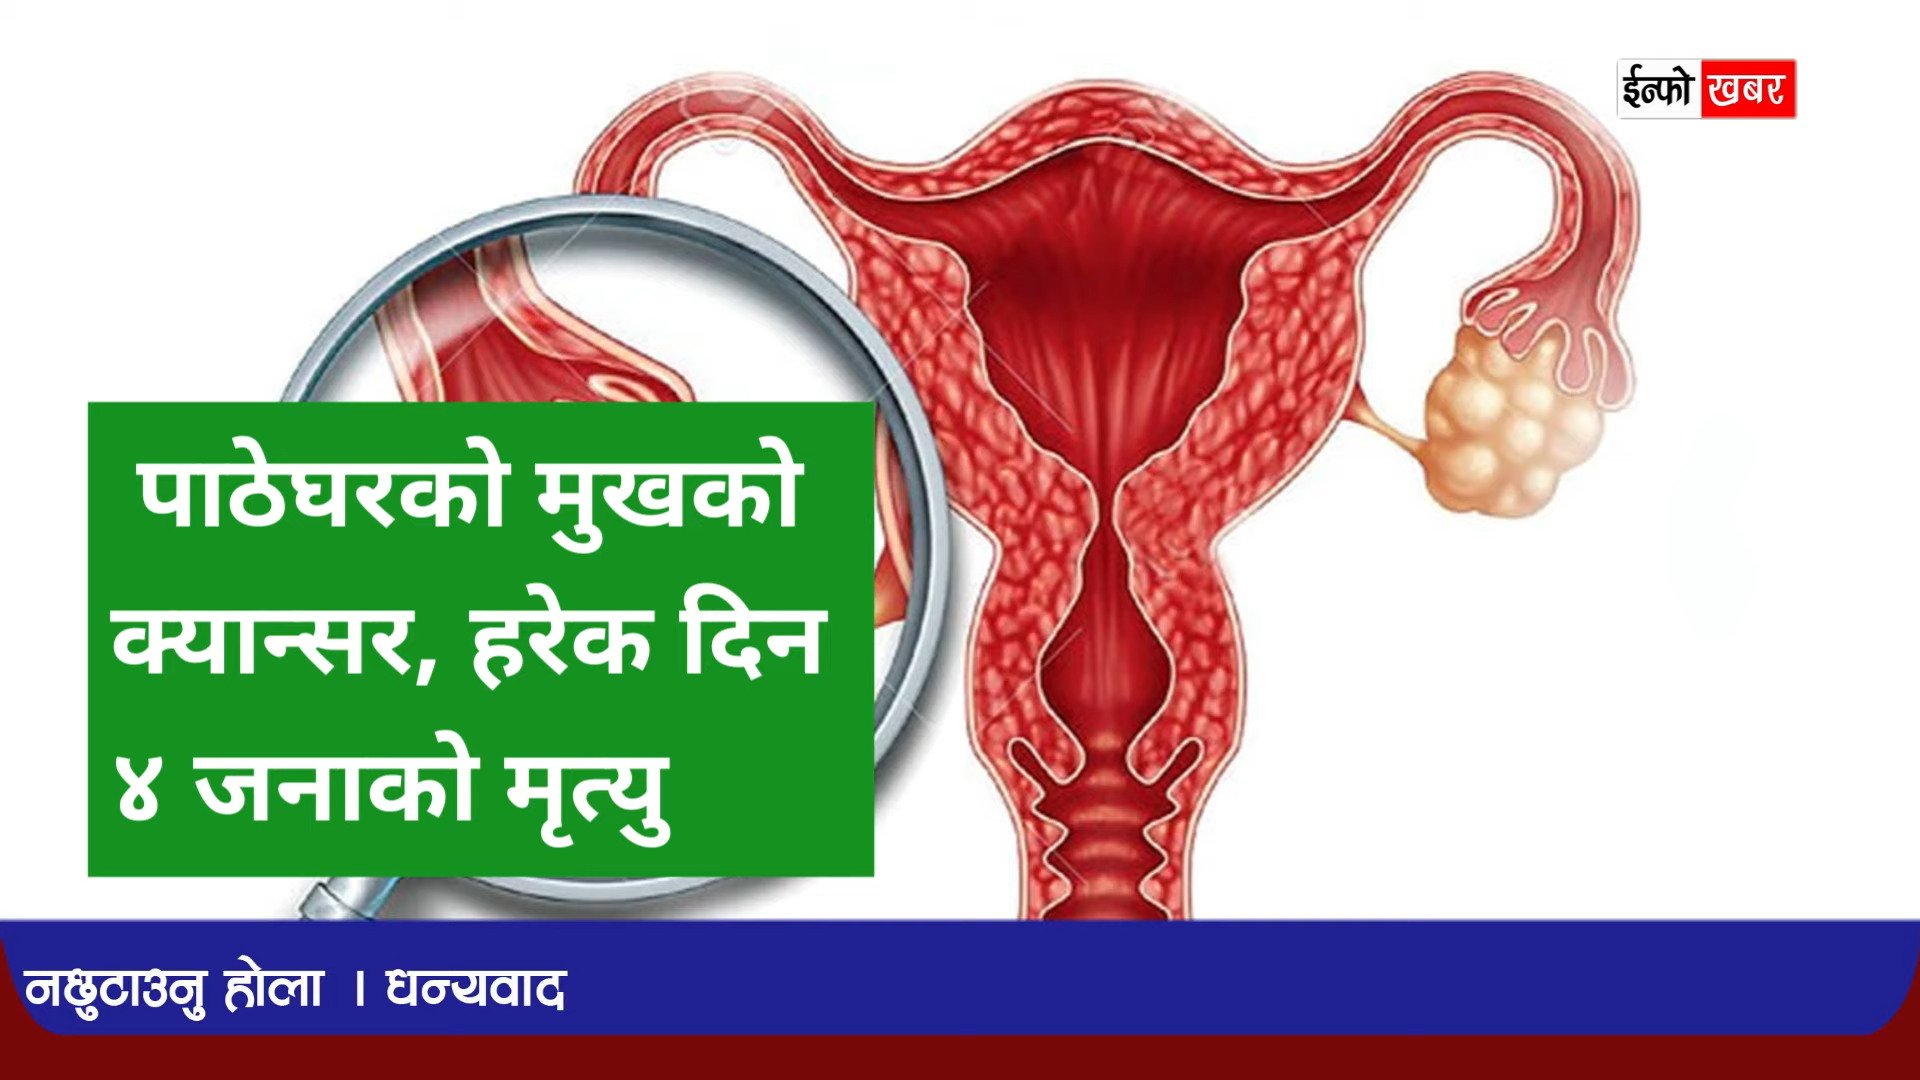 ईन्फो खबर
पाठेघरको मुखको
क्यान्सर, हरेक दिन
४ जनाको मृत्यु
नछुटाउनु होला । धन्यवाद